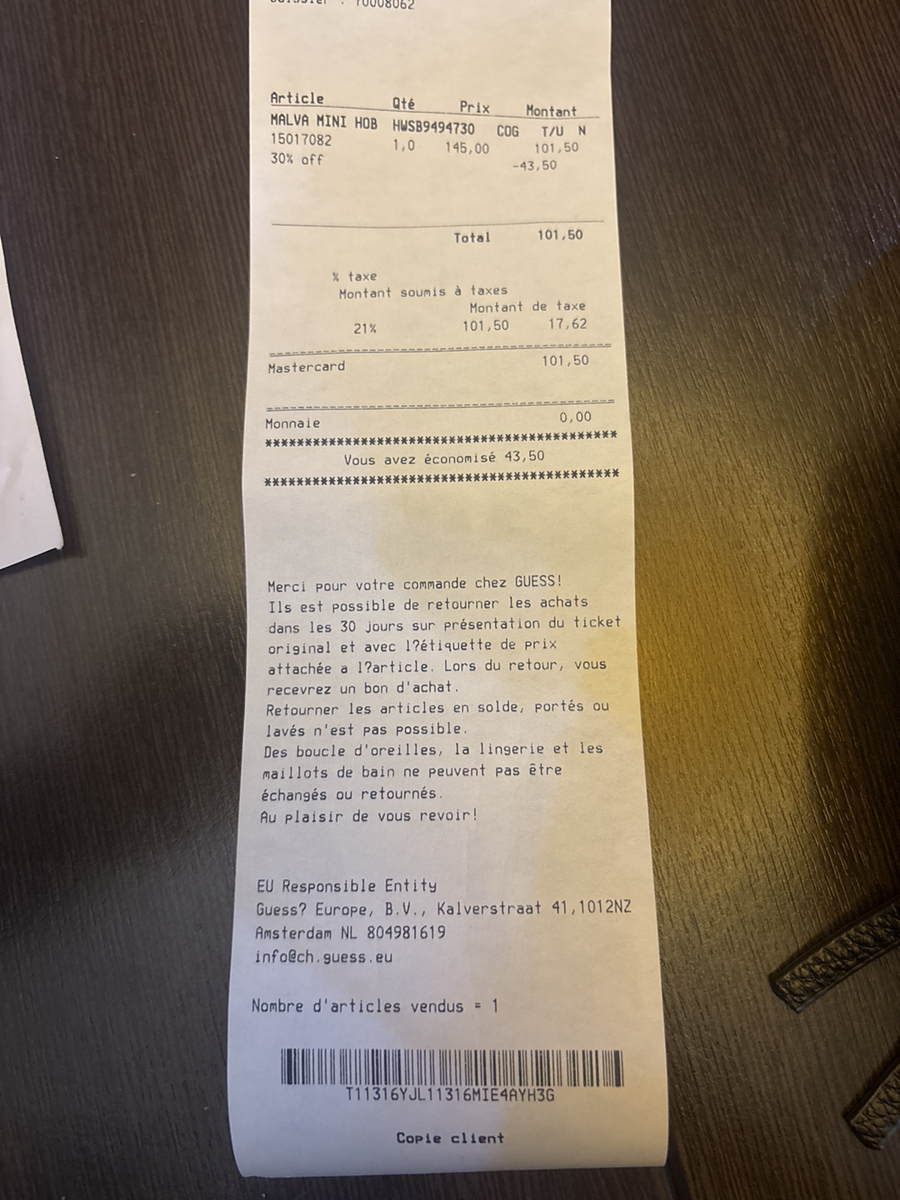 70008062
Article Qté Prix Montant
MALVA MINI HOB HWSB9494730 COG T/U N
15017082 1,0 145,00 101,50
30% off -43,50
Total 101,50
% taxe
Montant soumis à taxes
Montant de taxe
21% 101,50 17,62
Mastercard 101,50
Monnaie 0,00
*******************************************
Vous avez économisé 43,50
*******************************************
Merci pour votre commande chez GUESS!
Ils est possible de retourner les achats
dans les 30 jours sur présentation du ticket
original et avec l?étiquette de prix
attachée a l?article. Lors du retour, vous
recevrez un bon d'achat.
Retourner les articles en solde, portés ou
lavés n'est pas possible.
Des boucle d'oreilles, la lingerie et les
maillots de bain ne peuvent pas être
échangés ou retournés.
Au plaisir de vous revoir!
EU Responsible Entity
Guess? Europe, B.V., Kalverstraat 41,1012NZ
Amsterdam NL 804981619
info@ch.guess.eu
Nombre d'articles vendus = 1
T11316YJL11316MIE4AYH3G
Copie client